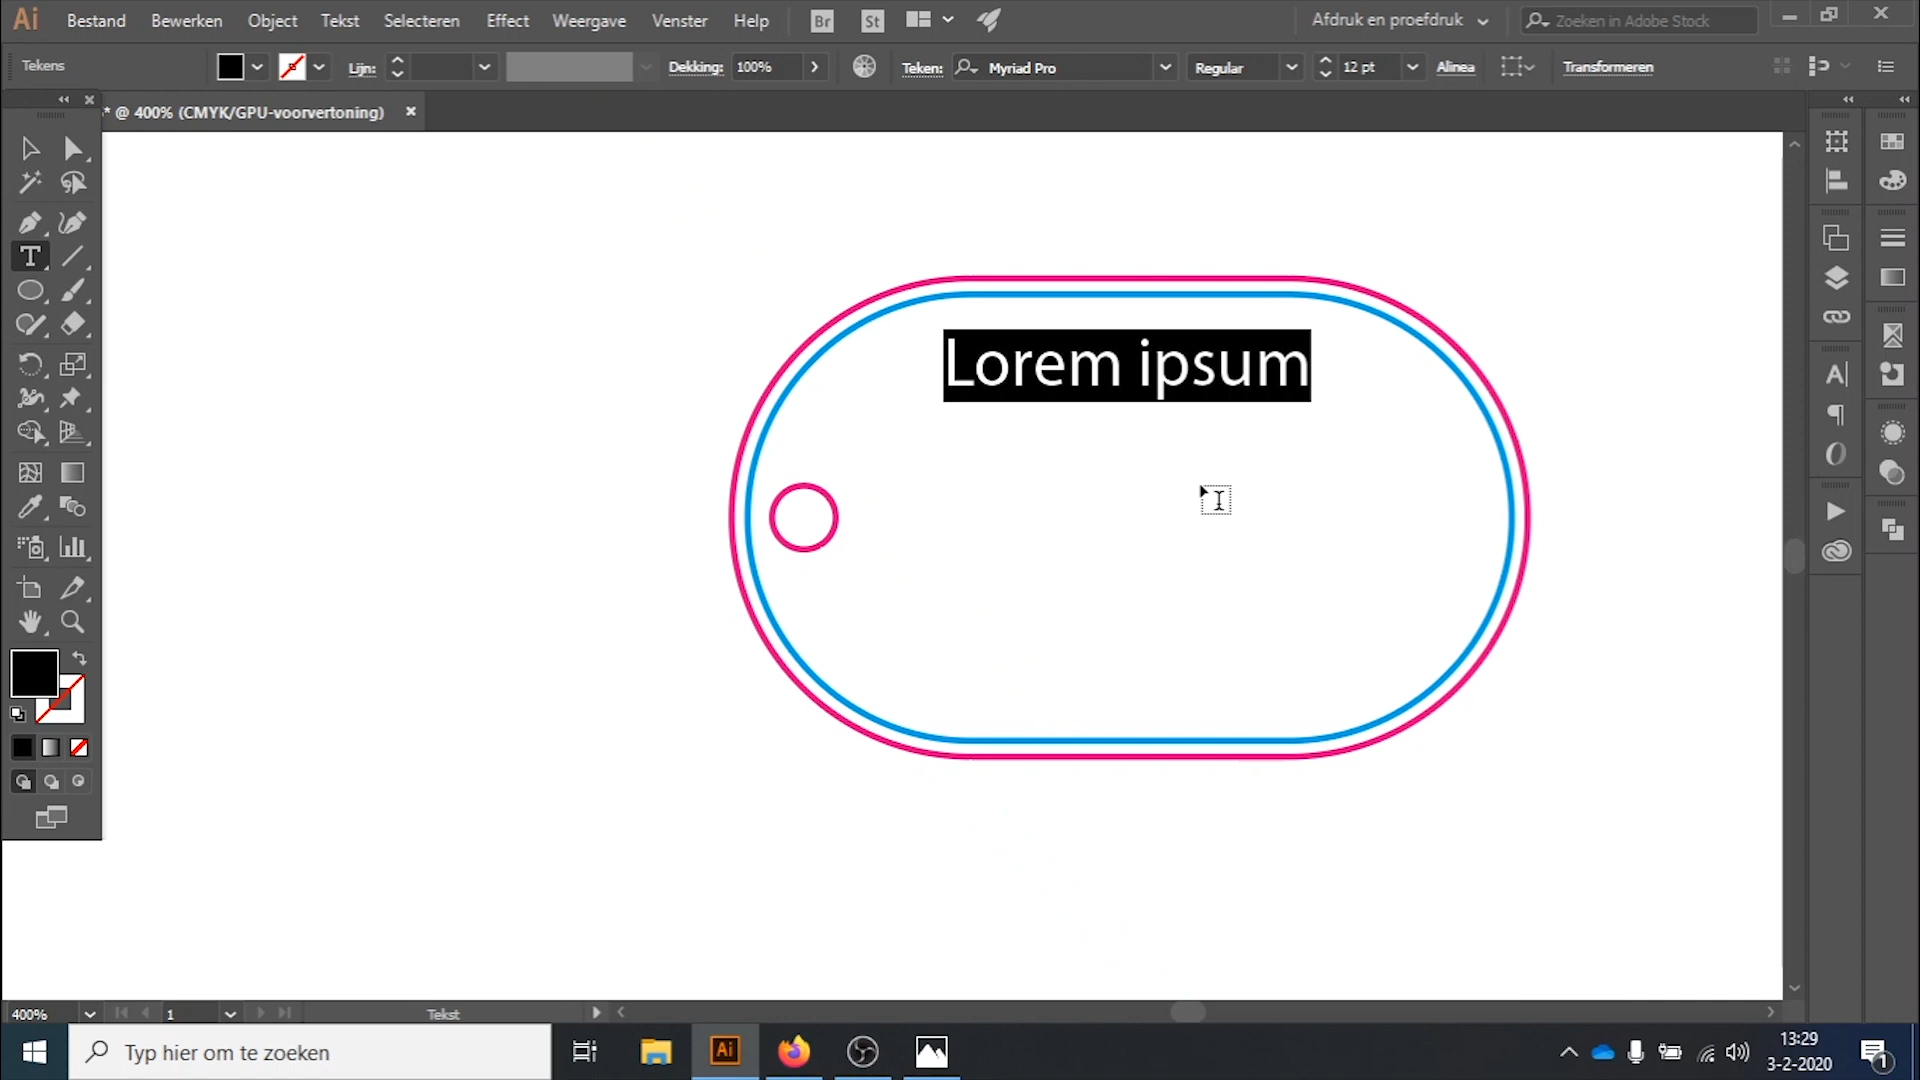 Ai Bestand Bewerken Object Tekst Selecteren Effect Weergave Venster Help Br St Afdruk en proefdruk Zoeken in Adobe Stock
Tekens Lijn: Dekking: 100% Teken: Myriad Pro Regular 12 pt Alinea Transformeren
* @ 400% (CMYK/GPU-voorvertoning)
Lorem ipsum
400% 1 Tekst
Typ hier om te zoeken
Ai
13:29
3-2-2020
1